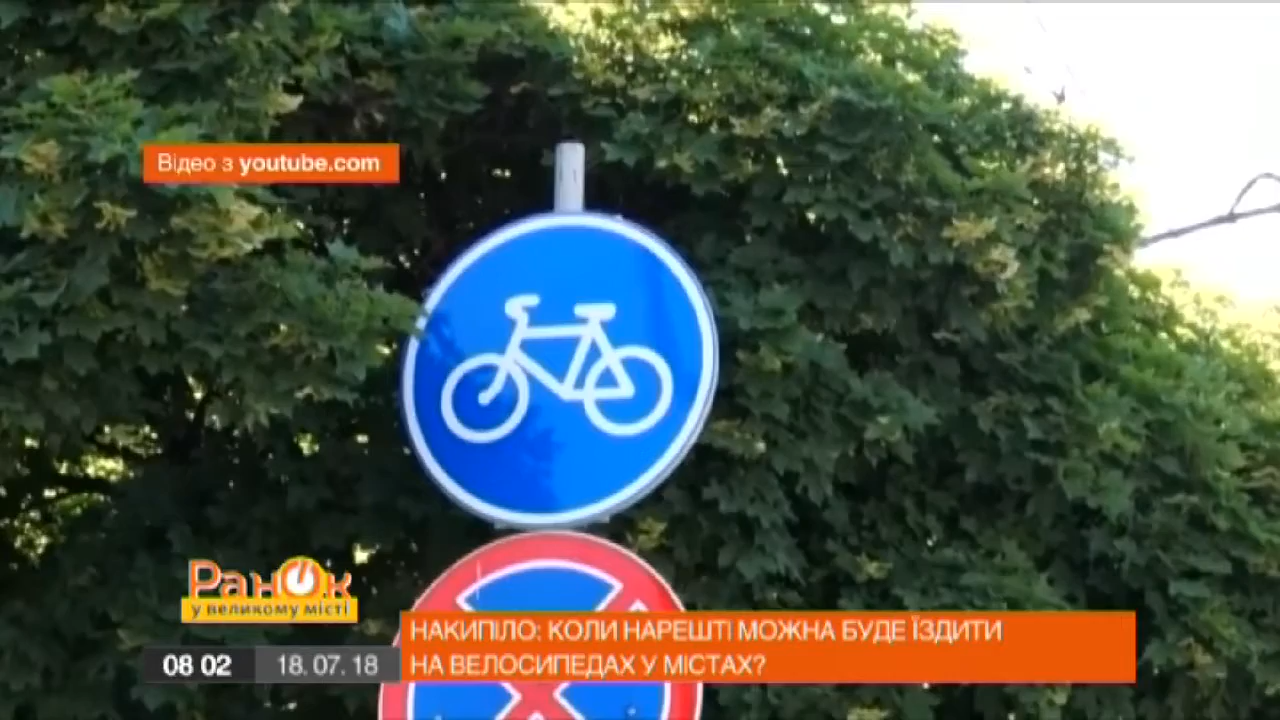 Відео з youtube.com
Ранок
у великому місті
НАКИПІЛО: КОЛИ НАРЕШТІ МОЖНА БУДЕ ЇЗДИТИ
НА ВЕЛОСИПЕДАХ У МІСТАХ?
08 02 18. 07. 18